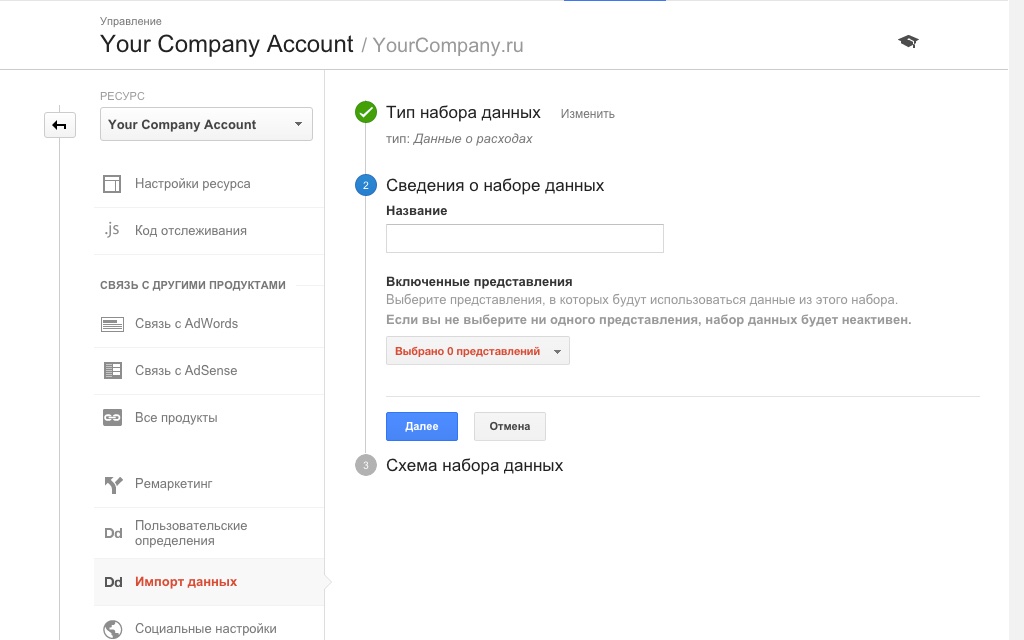 Управление
Your Company Account / YourCompany.ru
РЕСУРС
Your Company Account
Настройки ресурса
.js Код отслеживания
СВЯЗЬ С ДРУГИМИ ПРОДУКТАМИ
Связь с AdWords
Связь с AdSense
Все продукты
Ремаркетинг
Dd Пользовательские
определения
Dd Импорт данных
Социальные настройки
Тип набора данных Изменить
тип: Данные о расходах
2 Сведения о наборе данных
Название
Включенные представления
Выберите представления, в которых будут использоваться данные из этого набора.
Если вы не выберите ни одного представления, набор данных будет неактивен.
Выбрано 0 представлений
Далее Отмена
3 Схема набора данных